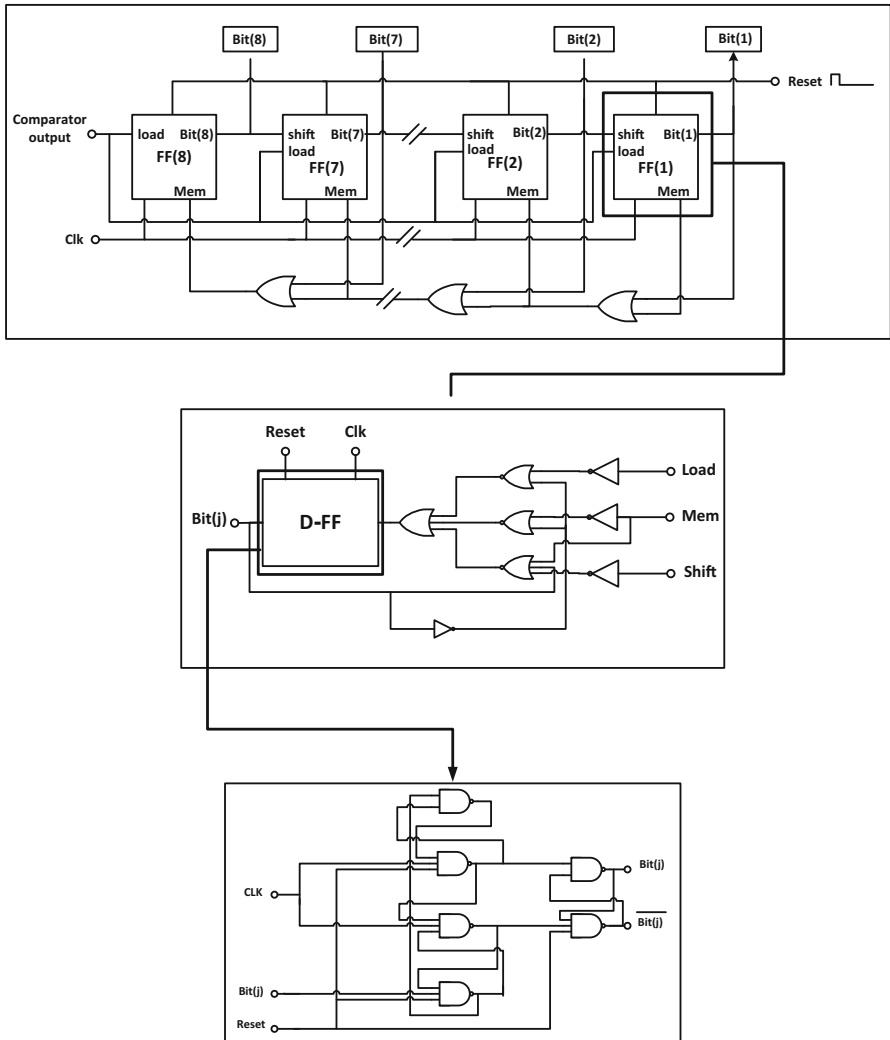 Bit(8) Bit(7) Bit(2) Bit(1)
Reset
Comparator output
load Bit(8) FF(8) Mem
shift Bit(7) load FF(7) Mem
shift Bit(2) load FF(2) Mem
shift Bit(1) load FF(1) Mem
Clk
Reset Clk
Load
Bit(j) D-FF Mem
Shift
Bit(j)
CLK
Bit(j)
Bit(j)
Reset